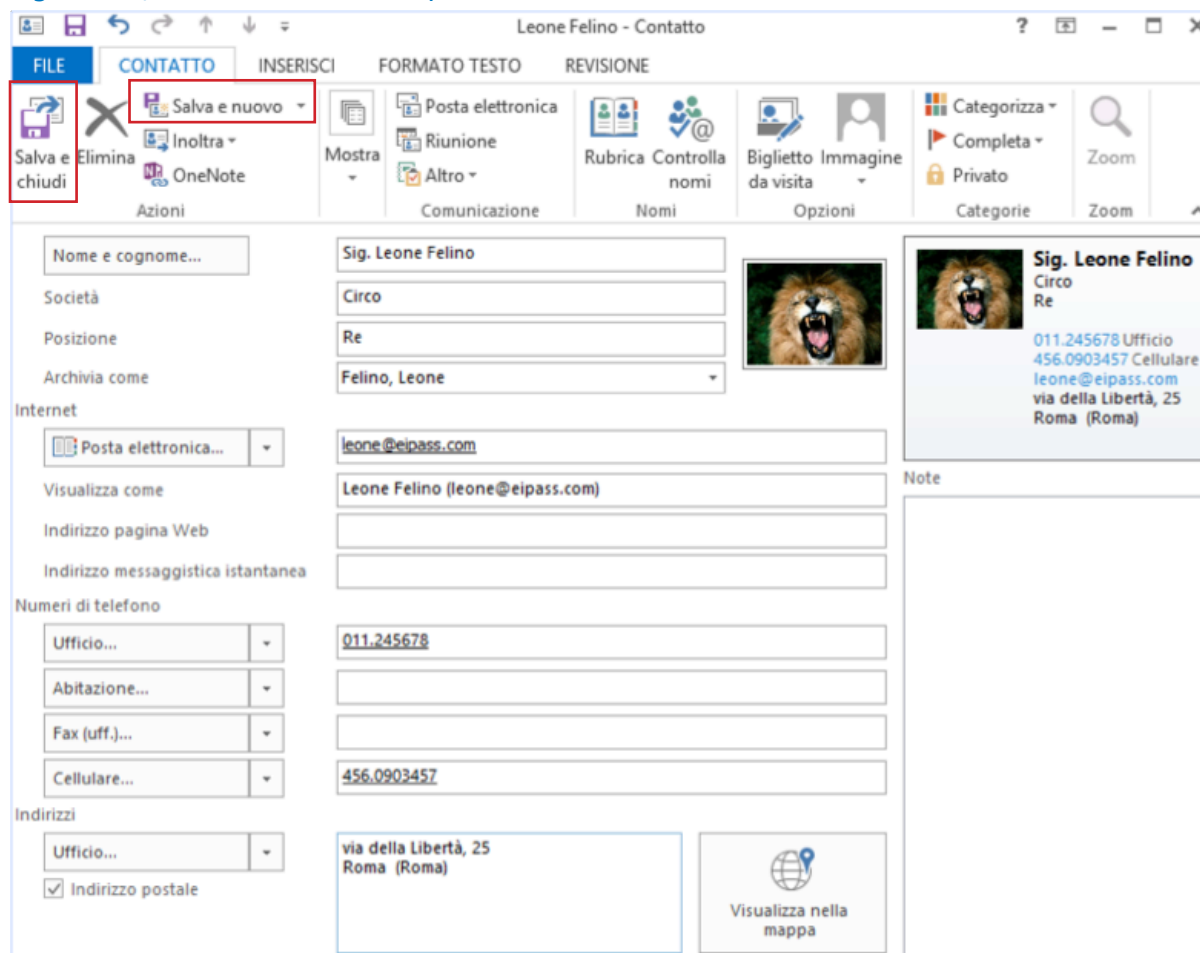 Leone Felino - Contatto
?
FILE CONTATTO INSERISCI FORMATO TESTO REVISIONE
Salva e chiudi
Elimina
Salva e nuovo
Inoltra
OneNote
Azioni
Mostra
Posta elettronica
Riunione
Altro
Comunicazione
Rubrica
Controlla nomi
Nomi
Biglietto da visita
Immagine
Opzioni
Categorizza
Completa
Privato
Categorie
Zoom
Zoom
Nome e cognome... Sig. Leone Felino
Società Circo
Posizione Re
Archivia come Felino, Leone
Internet
Posta elettronica... leone@eipass.com
Visualizza come Leone Felino (leone@eipass.com)
Indirizzo pagina Web
Indirizzo messaggistica istantanea
Numeri di telefono
Ufficio... 011.245678
Abitazione...
Fax (uff.)...
Cellulare... 456.0903457
Indirizzi
Ufficio... via della Libertà, 25
Roma (Roma)
Indirizzo postale
Visualizza nella
mappa
Sig. Leone Felino
Circo
Re
011.245678 Ufficio
456.0903457 Cellulare
leone@eipass.com
via della Libertà, 25
Roma (Roma)
Note